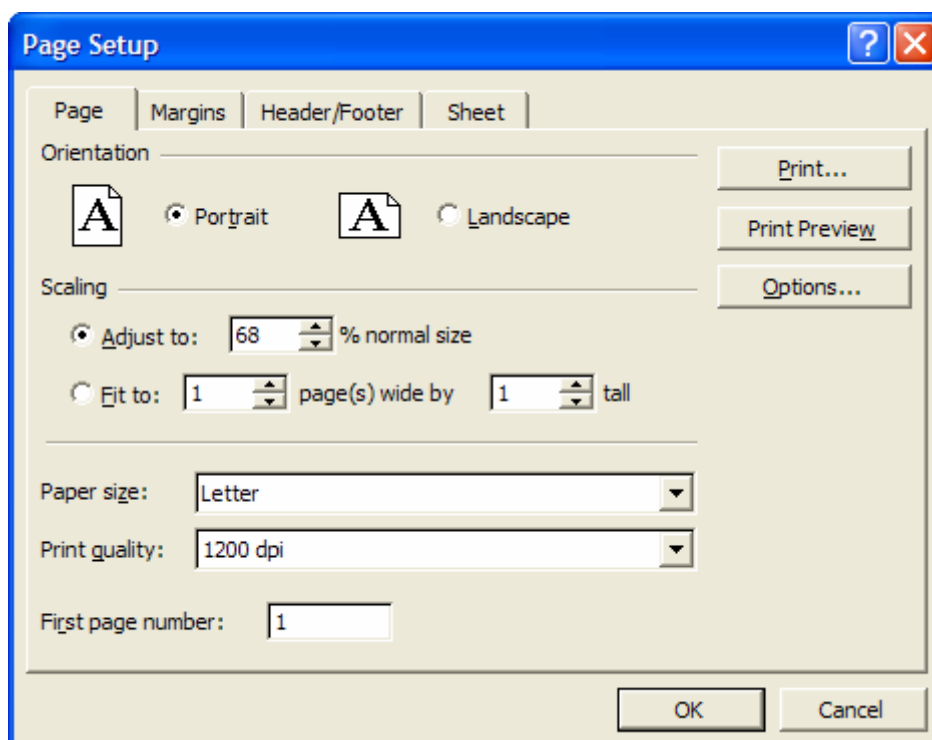 Page Setup
Page Margins Header/Footer Sheet
Orientation
A Portrait A Landscape
Print...
Print Preview
Options...
Scaling
Adjust to: 68 % normal size
Fit to: 1 page(s) wide by 1 tall
Paper size: Letter
Print quality: 1200 dpi
First page number: 1
OK Cancel